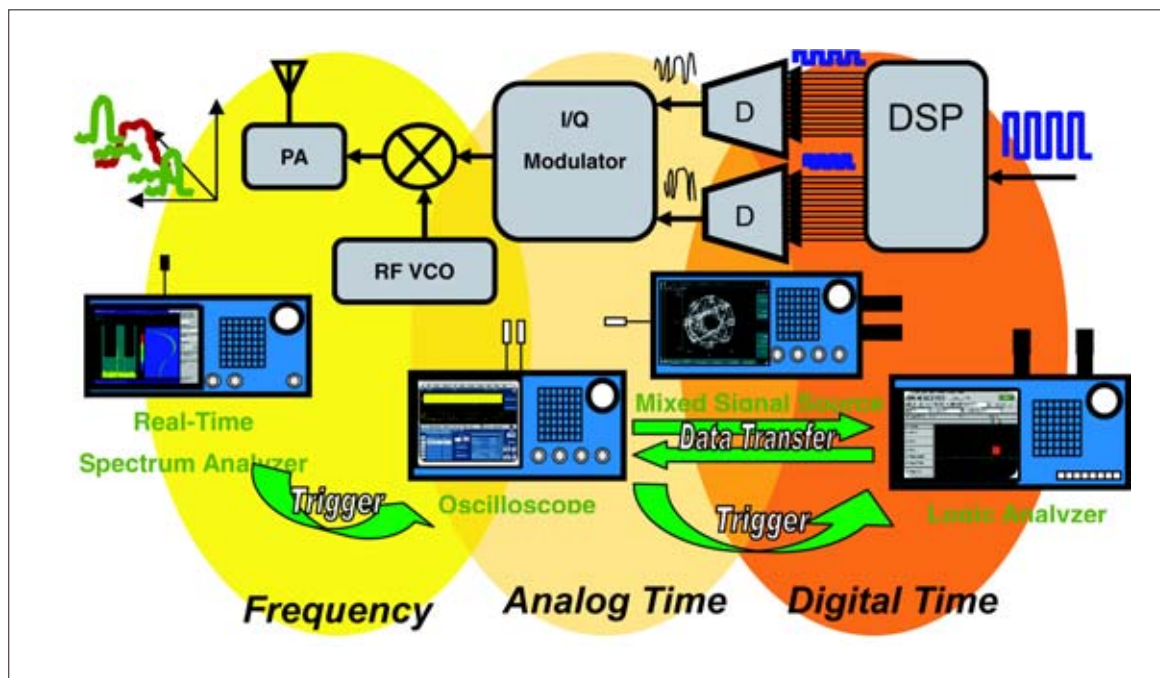 I/Q
Modulator
D
DSP
PA
D
RF VCO
Real-Time
Spectrum Analyzer
Mixed Signal Source
Data Transfer
Trigger
Oscilloscope
Trigger
Logic Analyzer
Frequency
Analog Time
Digital Time